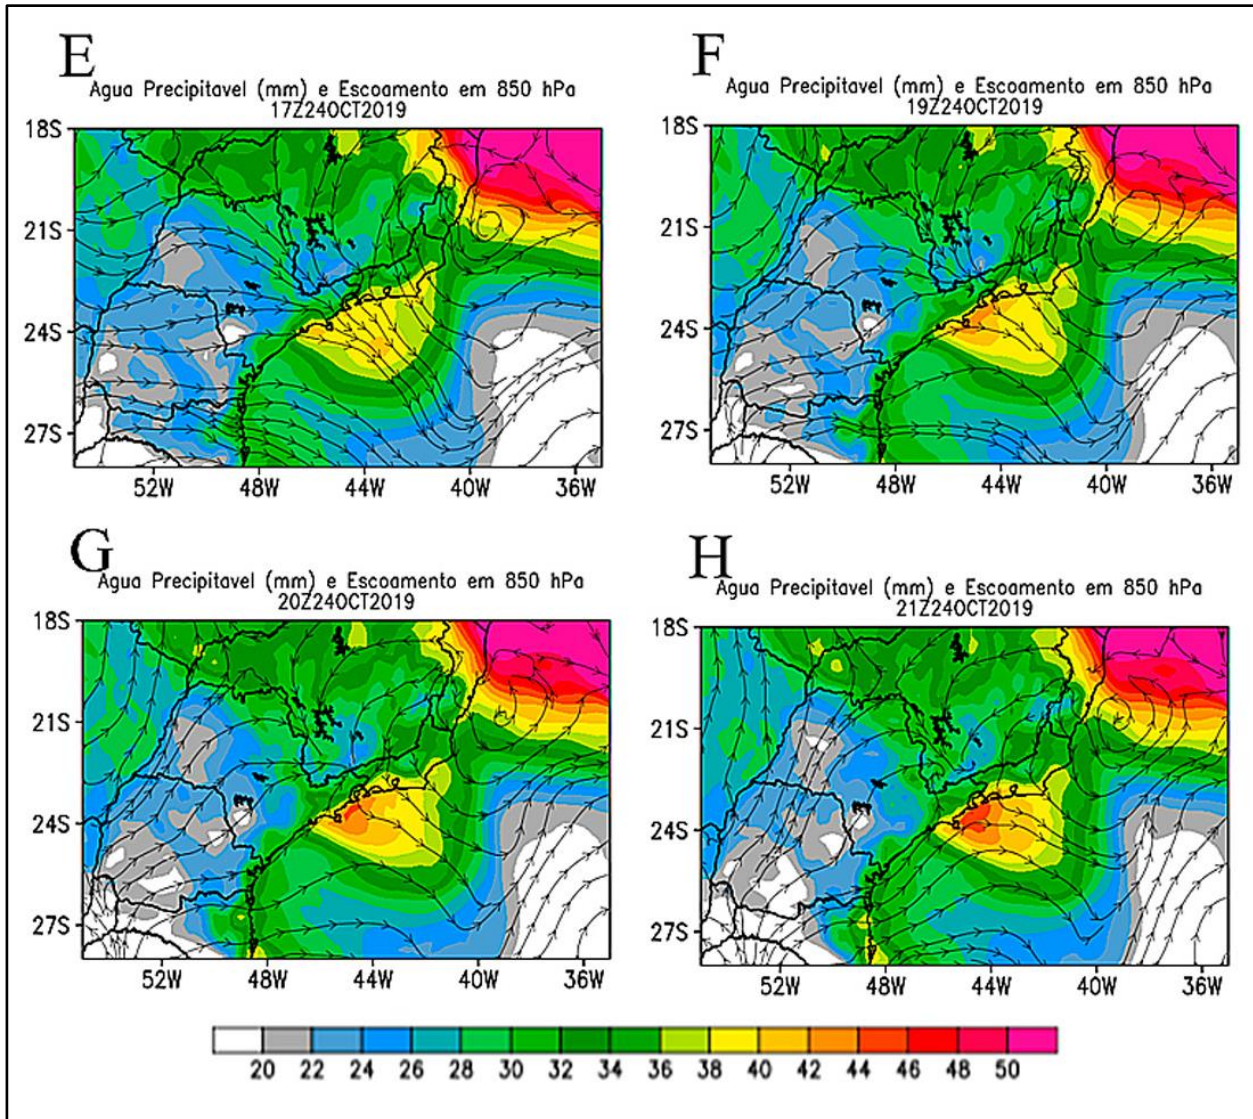 E
Agua Precipitavel (mm) e Escoamento em 850 hPa
17Z24OCT2019
18S
21S
24S
27S
52W 48W 44W 40W 36W
F
Agua Precipitavel (mm) e Escoamento em 850 hPa
19Z24OCT2019
18S
21S
24S
27S
52W 48W 44W 40W 36W
G
Agua Precipitavel (mm) e Escoamento em 850 hPa
20Z24OCT2019
18S
21S
24S
27S
52W 48W 44W 40W 36W
H
Agua Precipitavel (mm) e Escoamento em 850 hPa
21Z24OCT2019
18S
21S
24S
27S
52W 48W 44W 40W 36W
20 22 24 26 28 30 32 34 36 38 40 42 44 46 48 50